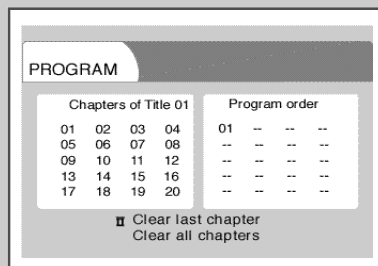 PROGRAM
Chapters of Title 01
01 02 03 04
05 06 07 08
09 10 11 12
13 14 15 16
17 18 19 20
Program order
01 -- -- --
-- -- -- --
-- -- -- --
-- -- -- --
-- -- -- --
Clear last chapter
Clear all chapters